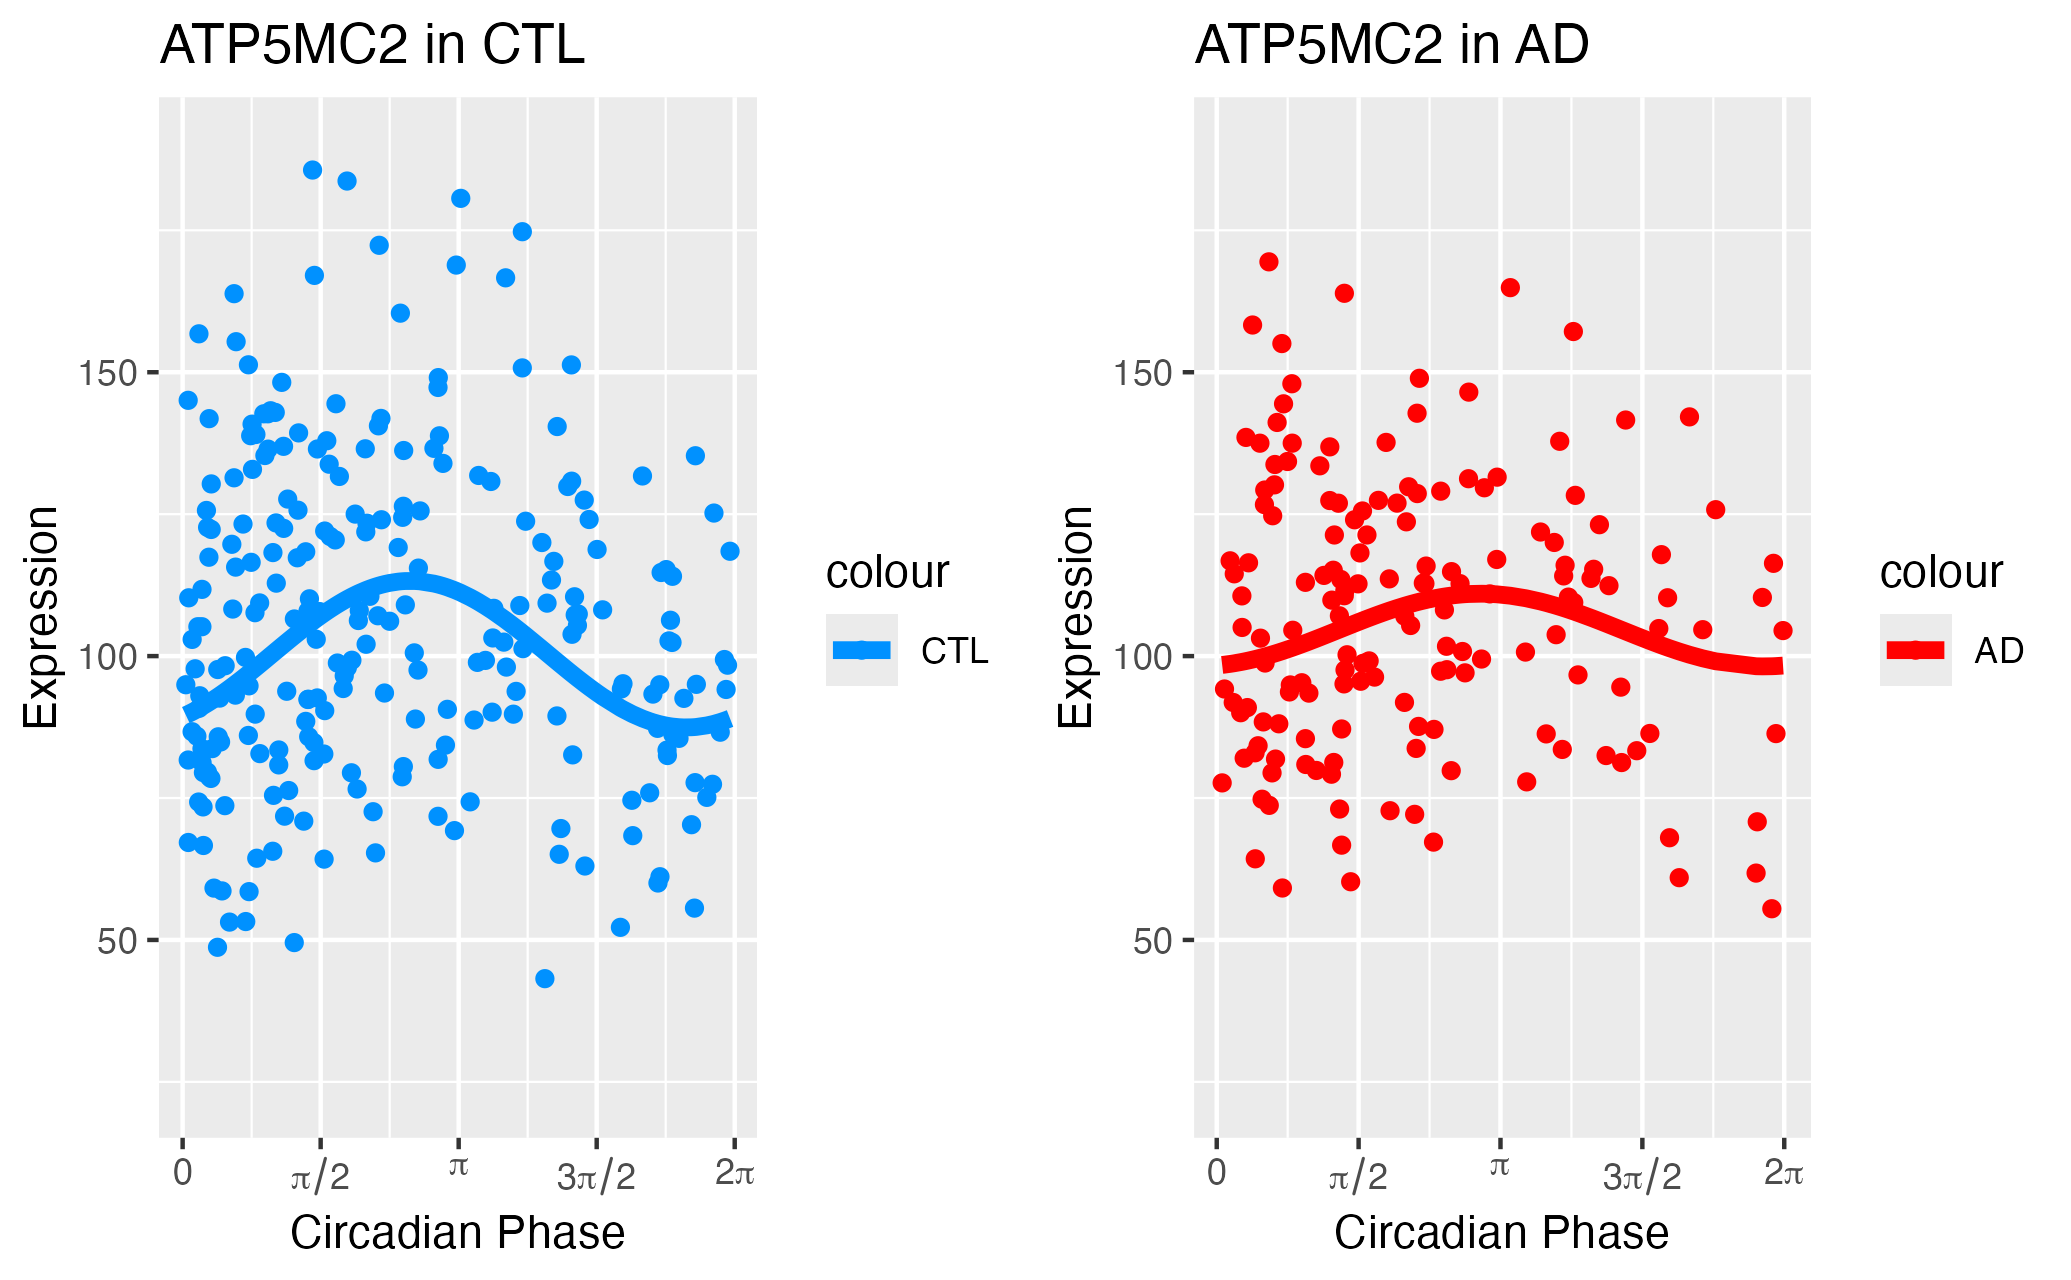 ATP5MC2 in CTL
Expression
150
100
50
0
π/2
π
3π/2
2π
Circadian Phase
colour
CTL
ATP5MC2 in AD
Expression
150
100
50
0
π/2
π
3π/2
2π
Circadian Phase
colour
AD